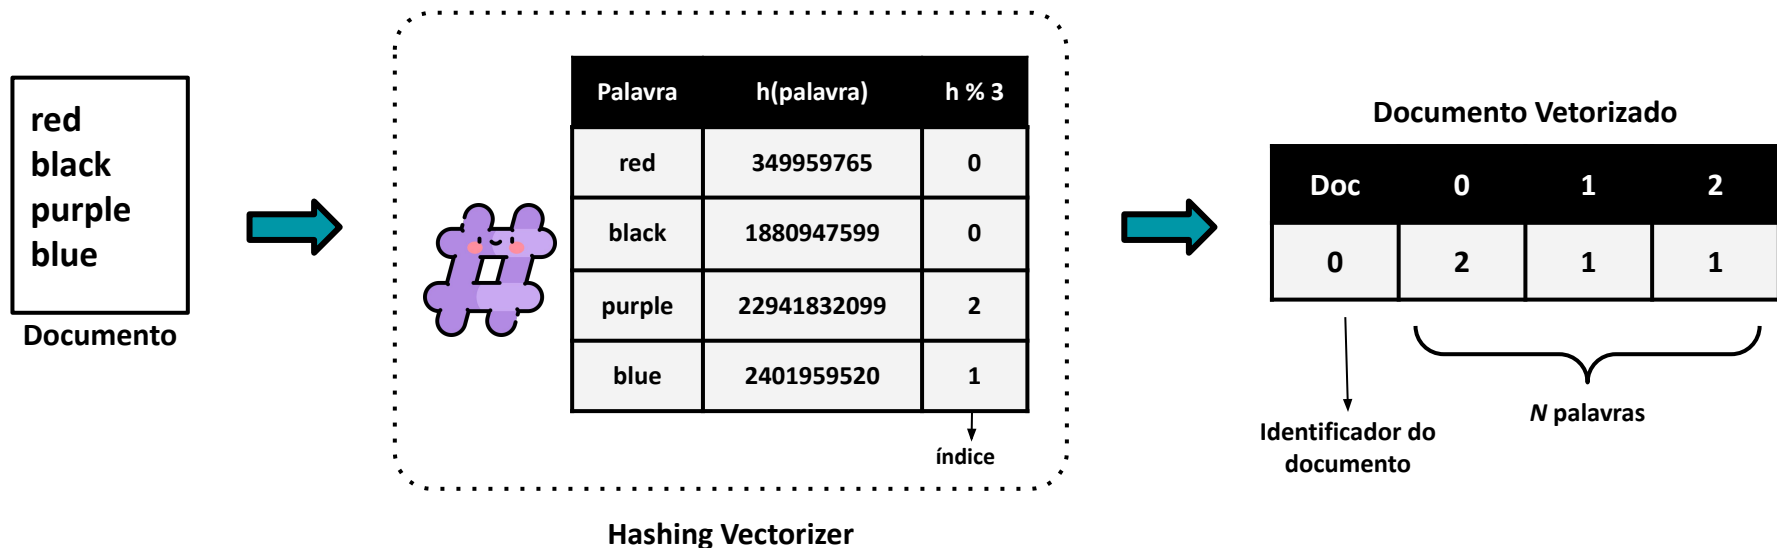 red
black
purple
blue
Documento
Palavra h(palavra) h % 3
red 349959765 0
black 1880947599 0
purple 22941832099 2
blue 2401959520 1
índice
Hashing Vectorizer
Documento Vetorizado
Doc 0 1 2
0 2 1 1
Identificador do
documento
N palavras